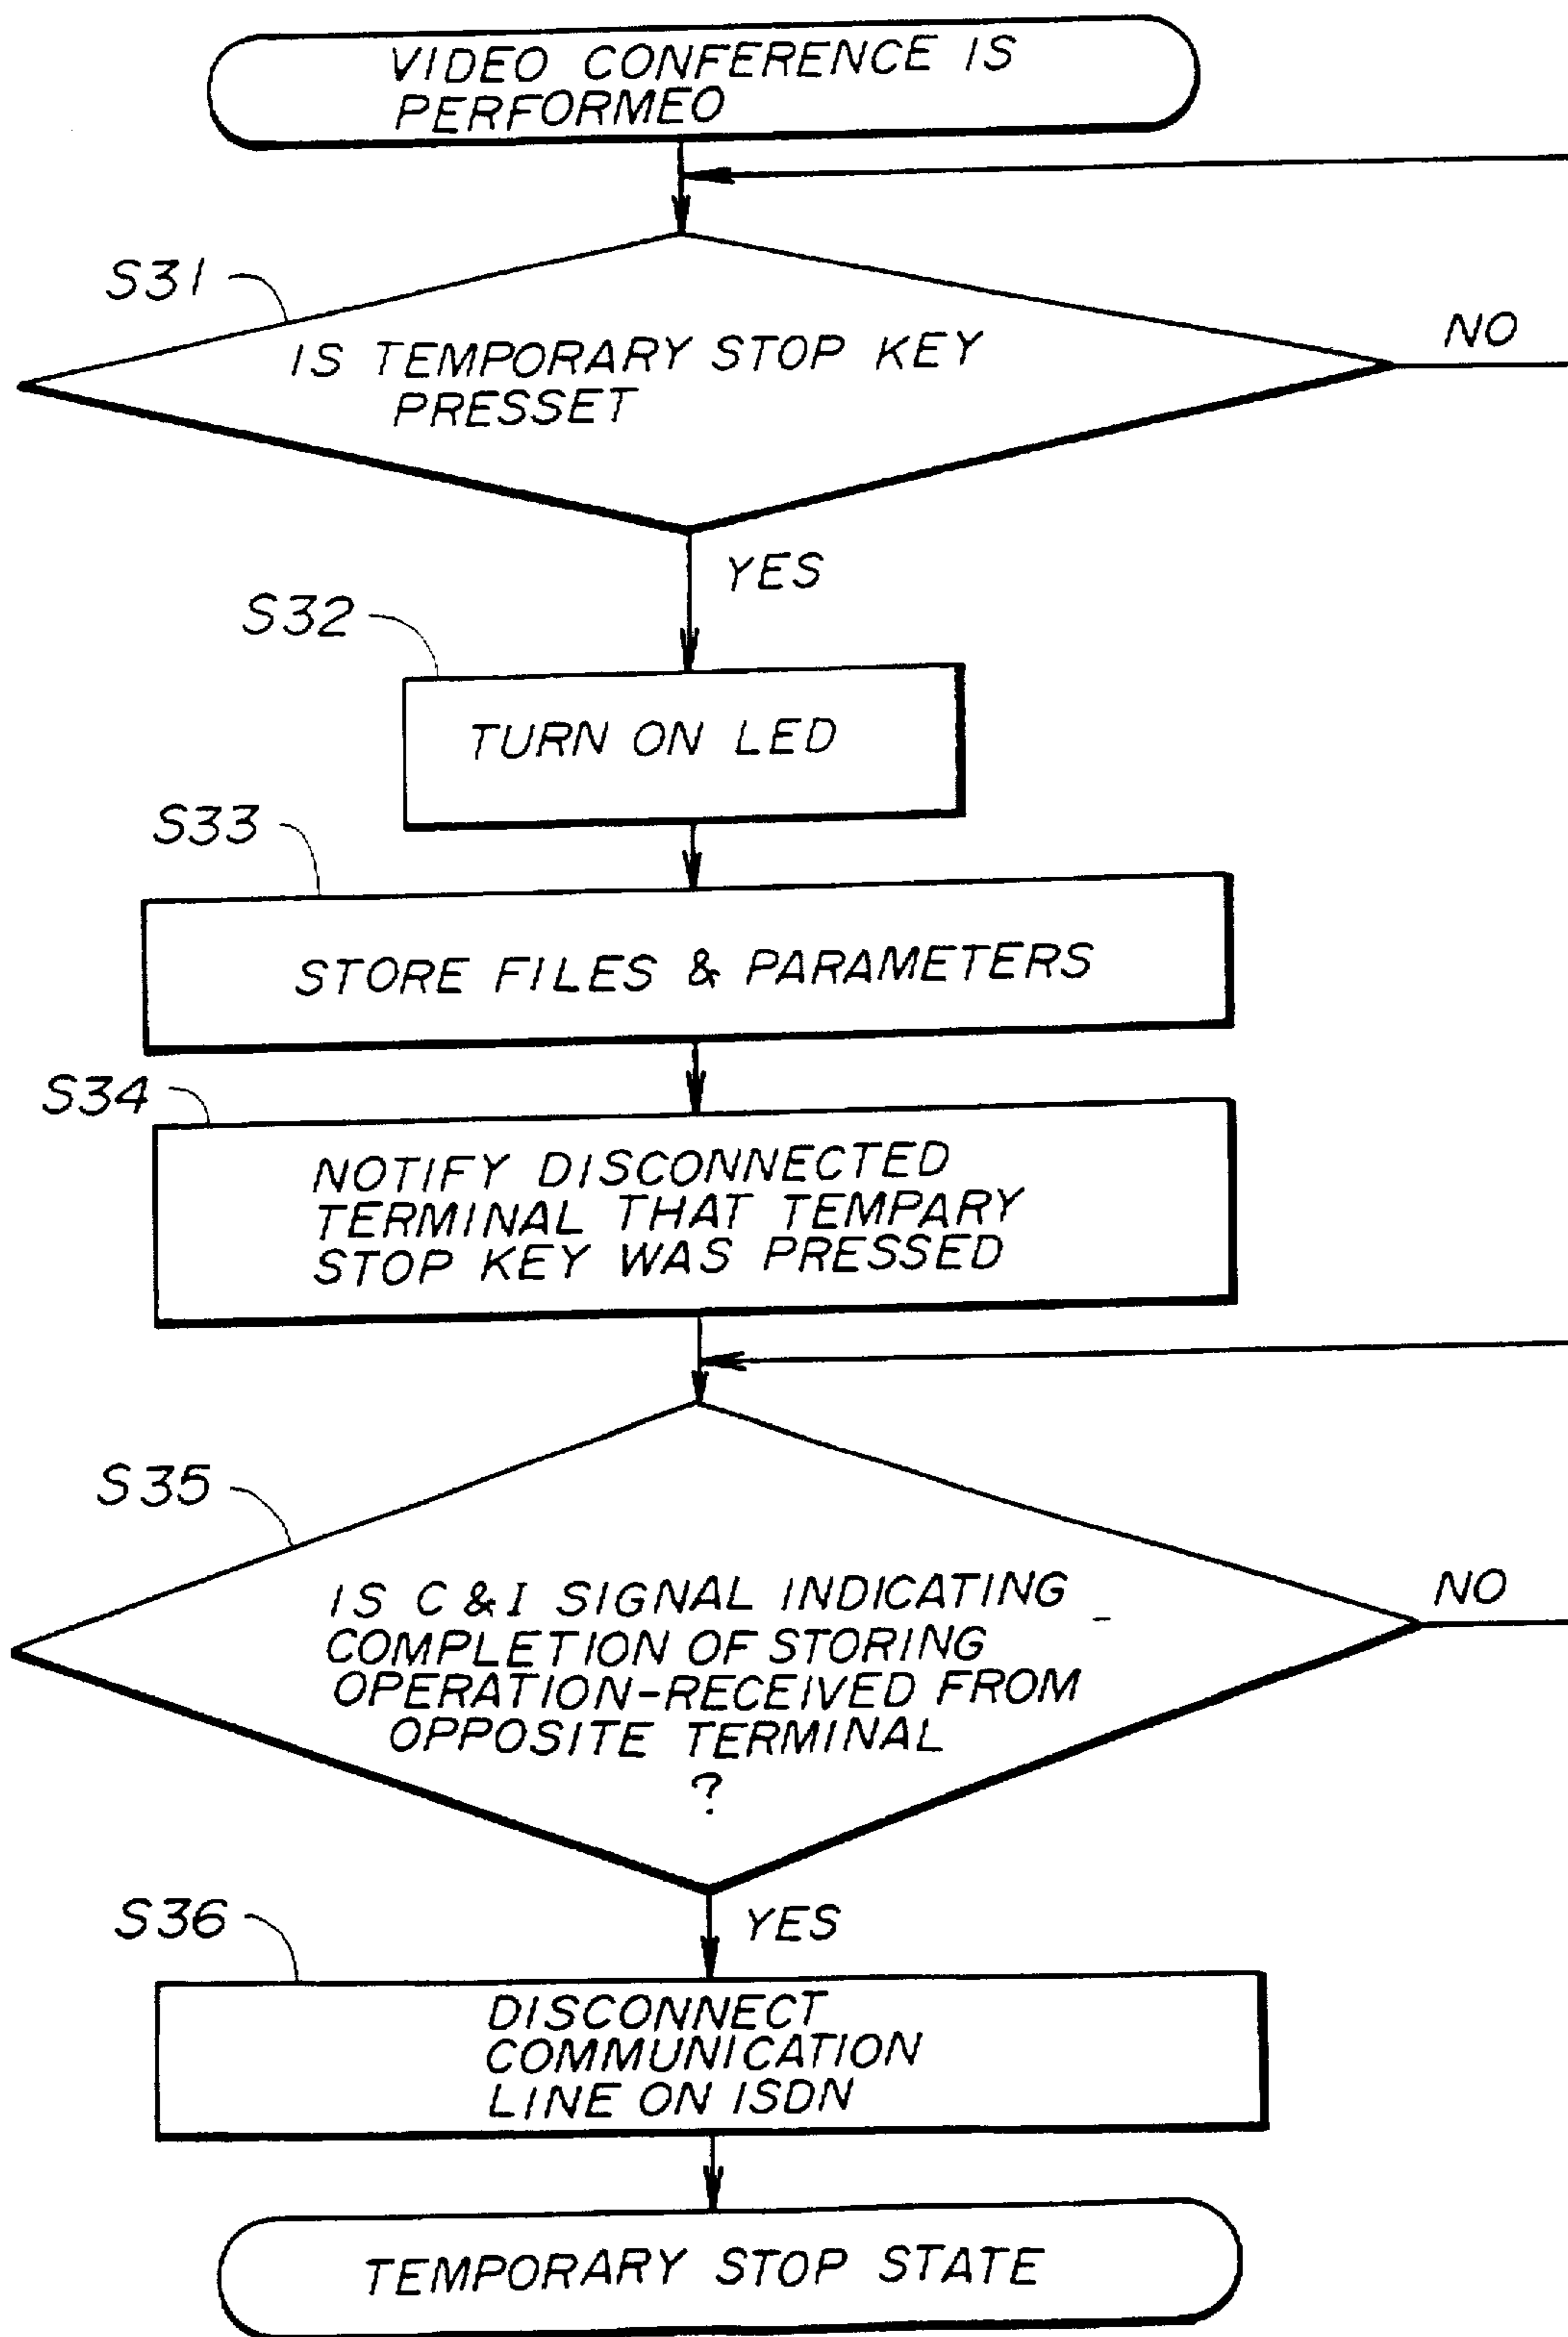 VIDEO CONFERENCE IS
PERFORMEO
S31
IS TEMPORARY STOP KEY
PRESSET
NO
YES
S32
TURN ON LED
S33
STORE FILES & PARAMETERS
S34
NOTIFY DISCONNECTED
TERMINAL THAT TEMPARY
STOP KEY WAS PRESSED
S35
IS C & I SIGNAL INDICATING
COMPLETION OF STORING
OPERATION-RECEIVED FROM
OPPOSITE TERMINAL
?
NO
YES
S36
DISCONNECT
COMMUNICATION
LINE ON ISDN
TEMPORARY STOP STATE